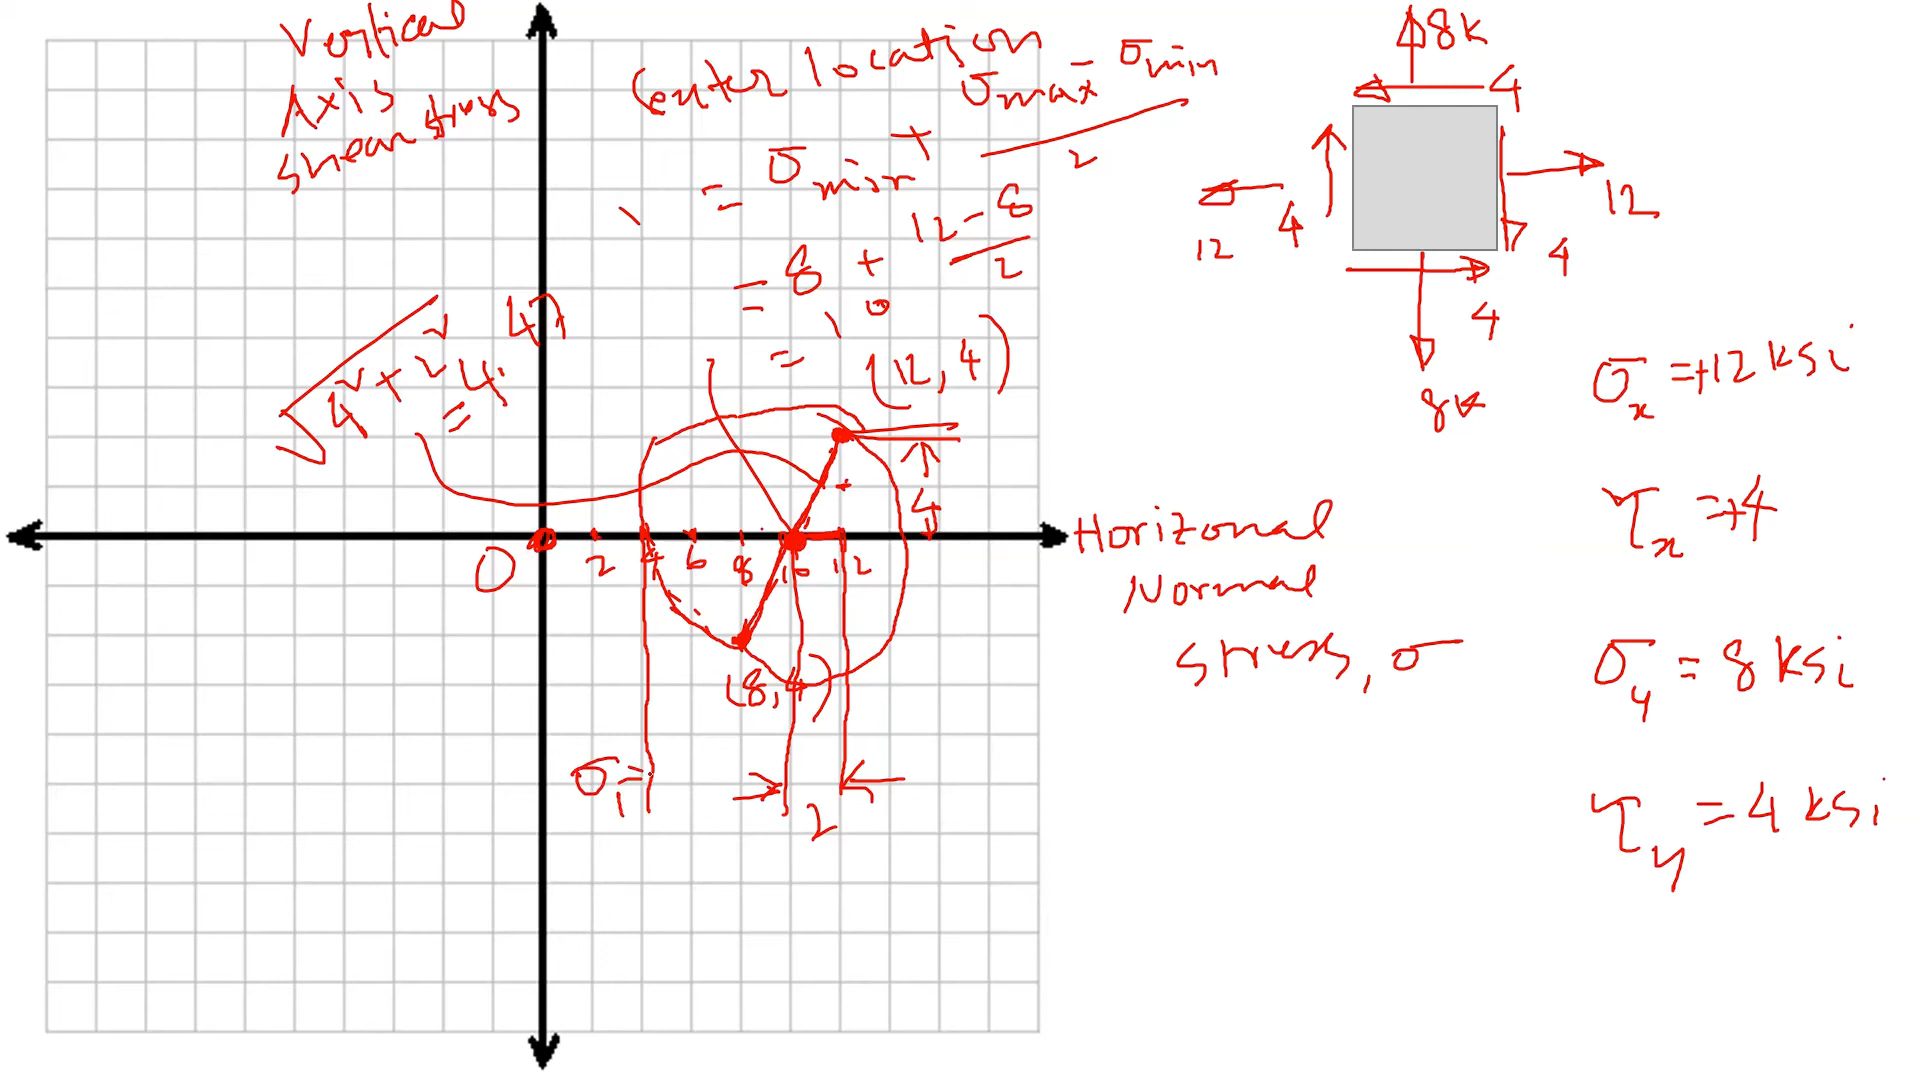 Vertical
Axis
shear stress
Center location
= σmin + σmax - σmin / 2
= 8 + 12 - 8 / 2
= 10
(12, 4)
√4² + 2²
= 4.47
0
2 4 6 8 10 12
4
(8, 4)
σ1 =
2
Horizonal
Normal
stress, σ
8k
4
12
4
12
4
4
8k
σx = +12 ksi
τx = +4
σy = 8 ksi
τy = 4 ksi